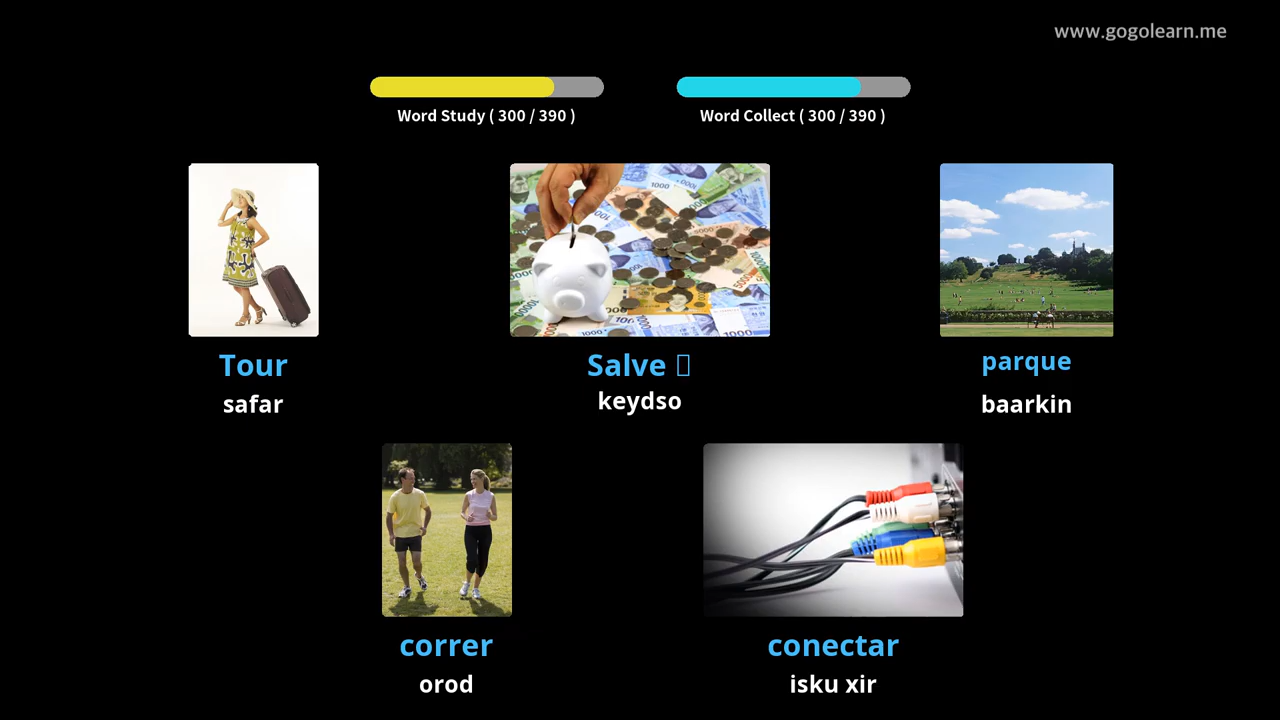 www.gogolearn.me
Word Study ( 300 / 390 )
Word Collect ( 300 / 390 )
Tour
safar
Salve
keydso
parque
baarkin
correr
orod
conectar
isku xir